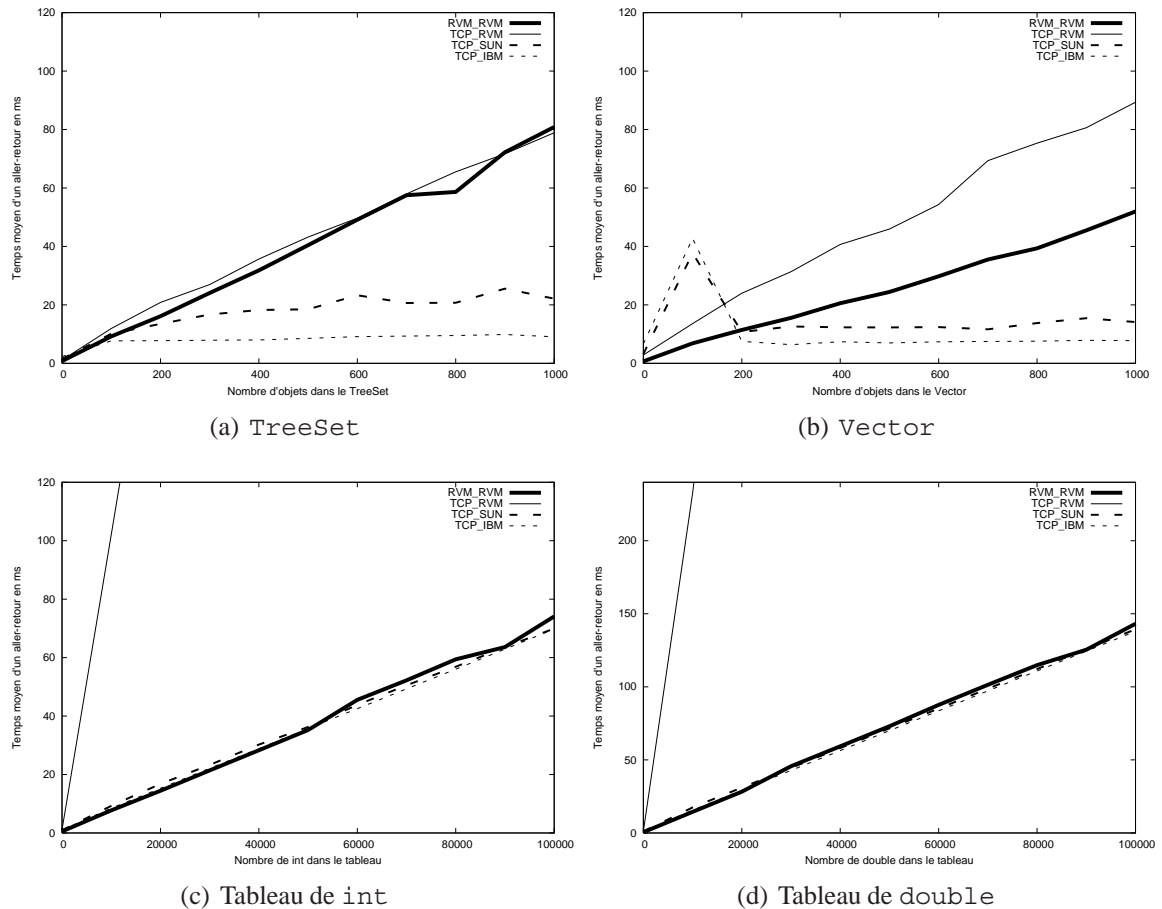 120
100
80
60
40
20
0
0 200 400 600 800 1000
Temps moyen d'un aller-retour en ms
Nombre d'objets dans le TreeSet
RVM_RVM
TCP_RVM
TCP_SUN
TCP_IBM
(a) TreeSet
120
100
80
60
40
20
0
0 200 400 600 800 1000
Temps moyen d'un aller-retour en ms
Nombre d'objets dans le Vector
RVM_RVM
TCP_RVM
TCP_SUN
TCP_IBM
(b) Vector
120
100
80
60
40
20
0
0 20000 40000 60000 80000 100000
Temps moyen d'un aller-retour en ms
Nombre de int dans le tableau
RVM_RVM
TCP_RVM
TCP_SUN
TCP_IBM
(c) Tableau de int
200
150
100
50
0
0 20000 40000 60000 80000 100000
Temps moyen d'un aller-retour en ms
Nombre de double dans le tableau
RVM_RVM
TCP_RVM
TCP_SUN
TCP_IBM
(d) Tableau de double